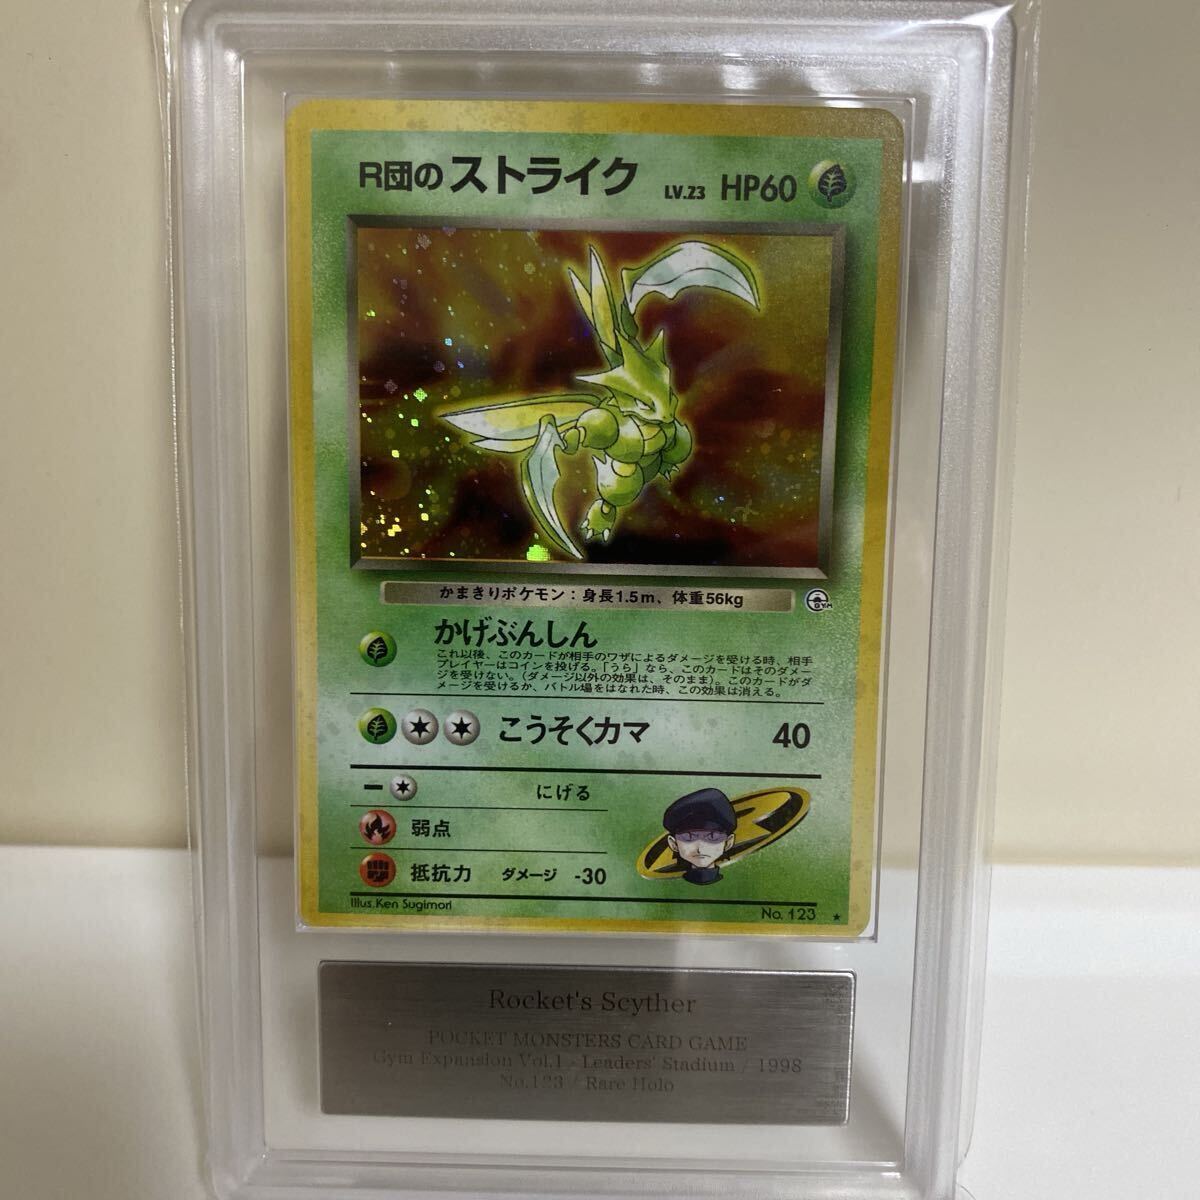 R団のストライク LV.23 HP60
かまきりポケモン：身長1.5m、体重56kg
GYM
かげぶんしん
これ以後、このカードが相手のワザによるダメージを受ける時、相手
プレイヤーはコインを投げる。「うら」なら、このカードはそのダメー
ジを受けない。（ダメージ以外の効果は、そのまま）。このカードがダ
メージを受けるか、バトル場をはなれた時、この効果は消える。
こうそくカマ 40
にげる
弱点
抵抗力 ダメージ -30
Illus.Ken Sugimori
No. 123 ★
Rocket's Scyther
POCKET MONSTERS CARD GAME
Gym Expansion Vol.1 - Leaders' Stadium / 1998
No.123 / Rare Holo